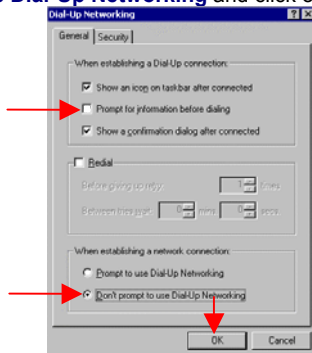 Dial-Up Networking and click
Dial-Up Networking
General Security
When establishing a Dial-Up connection:
Show an icon on taskbar after connected
Prompt for information before dialing
Show a confirmation dialog after connected
Redial
Before giving up retry:
times
Between tries wait:
mins
secs
When establishing a network connection:
Prompt to use Dial-Up Networking
Don't prompt to use Dial-Up Networking
OK Cancel